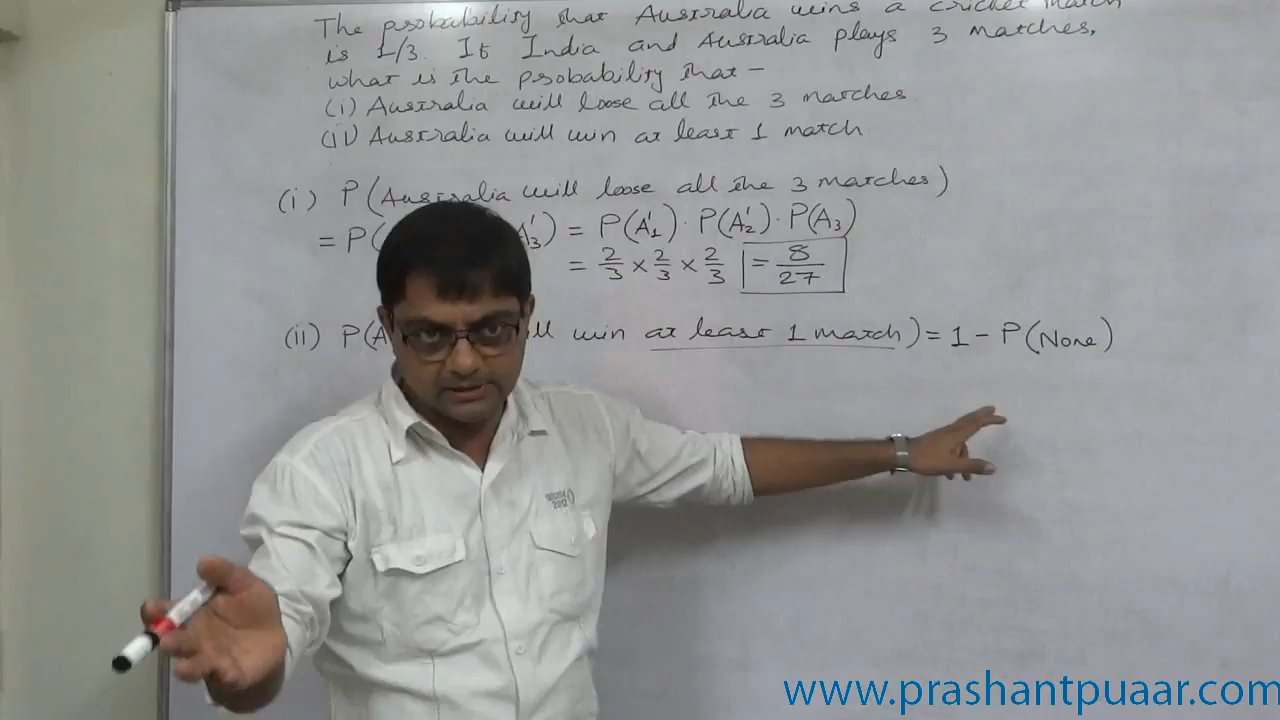 The probability that Australia wins a cricket match
is 1/3. If India and Australia plays 3 matches,
what is the probability that –
(i) Australia will loose all the 3 matches
(ii) Australia will win at least 1 match
(i) P(Australia will loose all the 3 matches)
= P( A'3) = P(A'1) · P(A'2) · P(A3)
= 2/3 × 2/3 × 2/3 = 8/27
(ii) P(A ll win at least 1 match) = 1 - P(None)
www.prashantpuaar.com